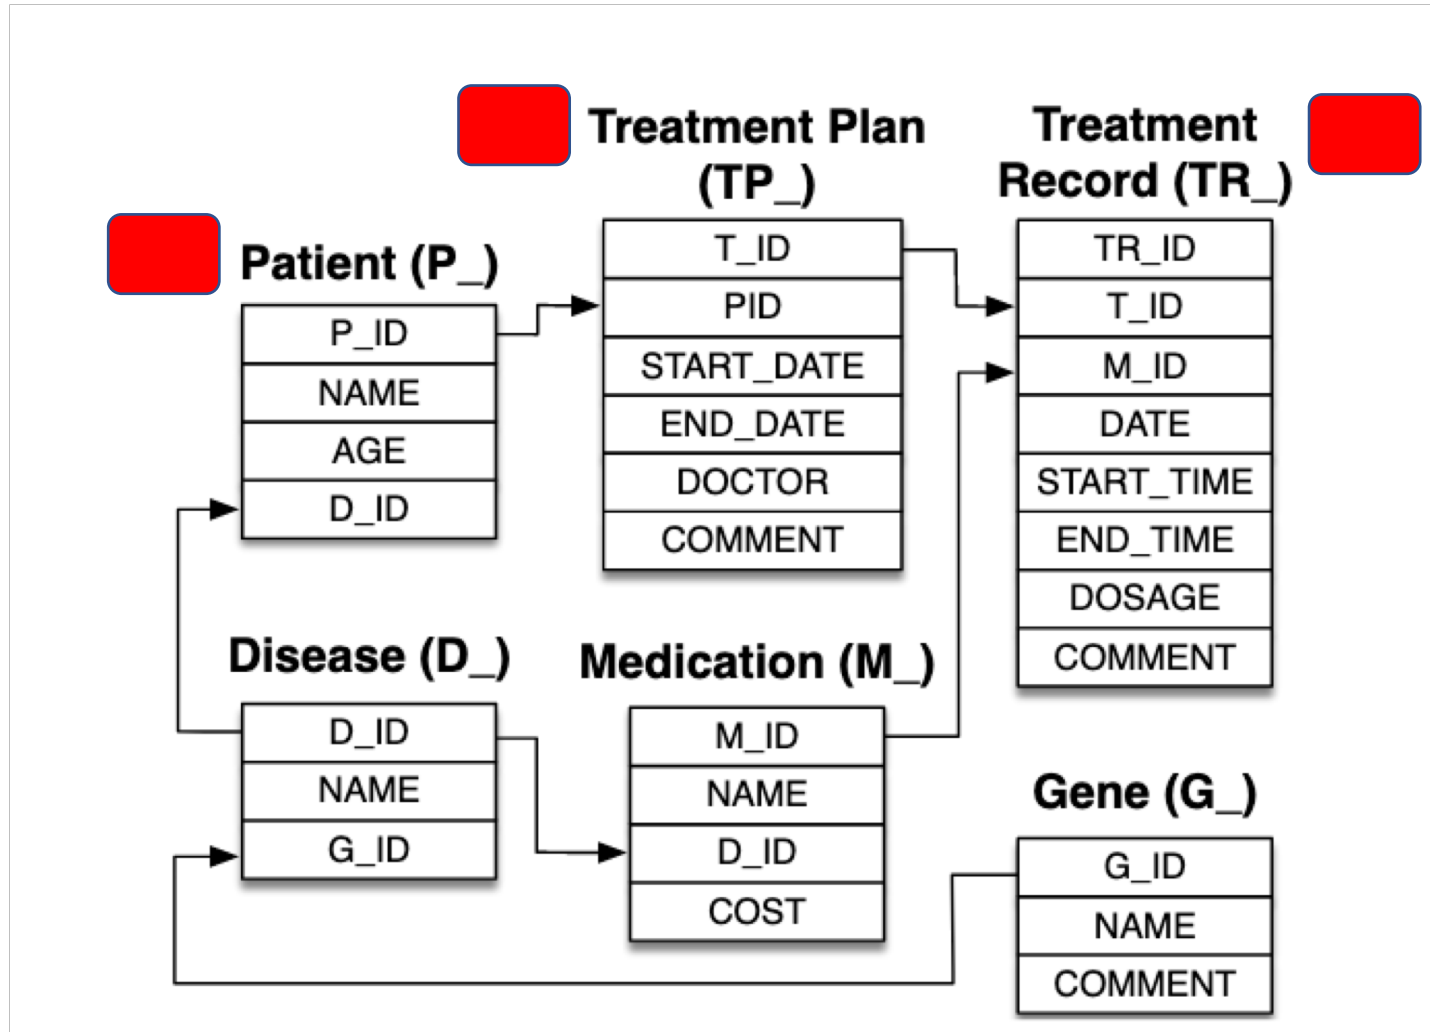 Treatment Plan
(TP_)
T_ID
PID
START_DATE
END_DATE
DOCTOR
COMMENT
Treatment
Record (TR_)
TR_ID
T_ID
M_ID
DATE
START_TIME
END_TIME
DOSAGE
COMMENT
Patient (P_)
P_ID
NAME
AGE
D_ID
Disease (D_)
D_ID
NAME
G_ID
Medication (M_)
M_ID
NAME
D_ID
COST
Gene (G_)
G_ID
NAME
COMMENT